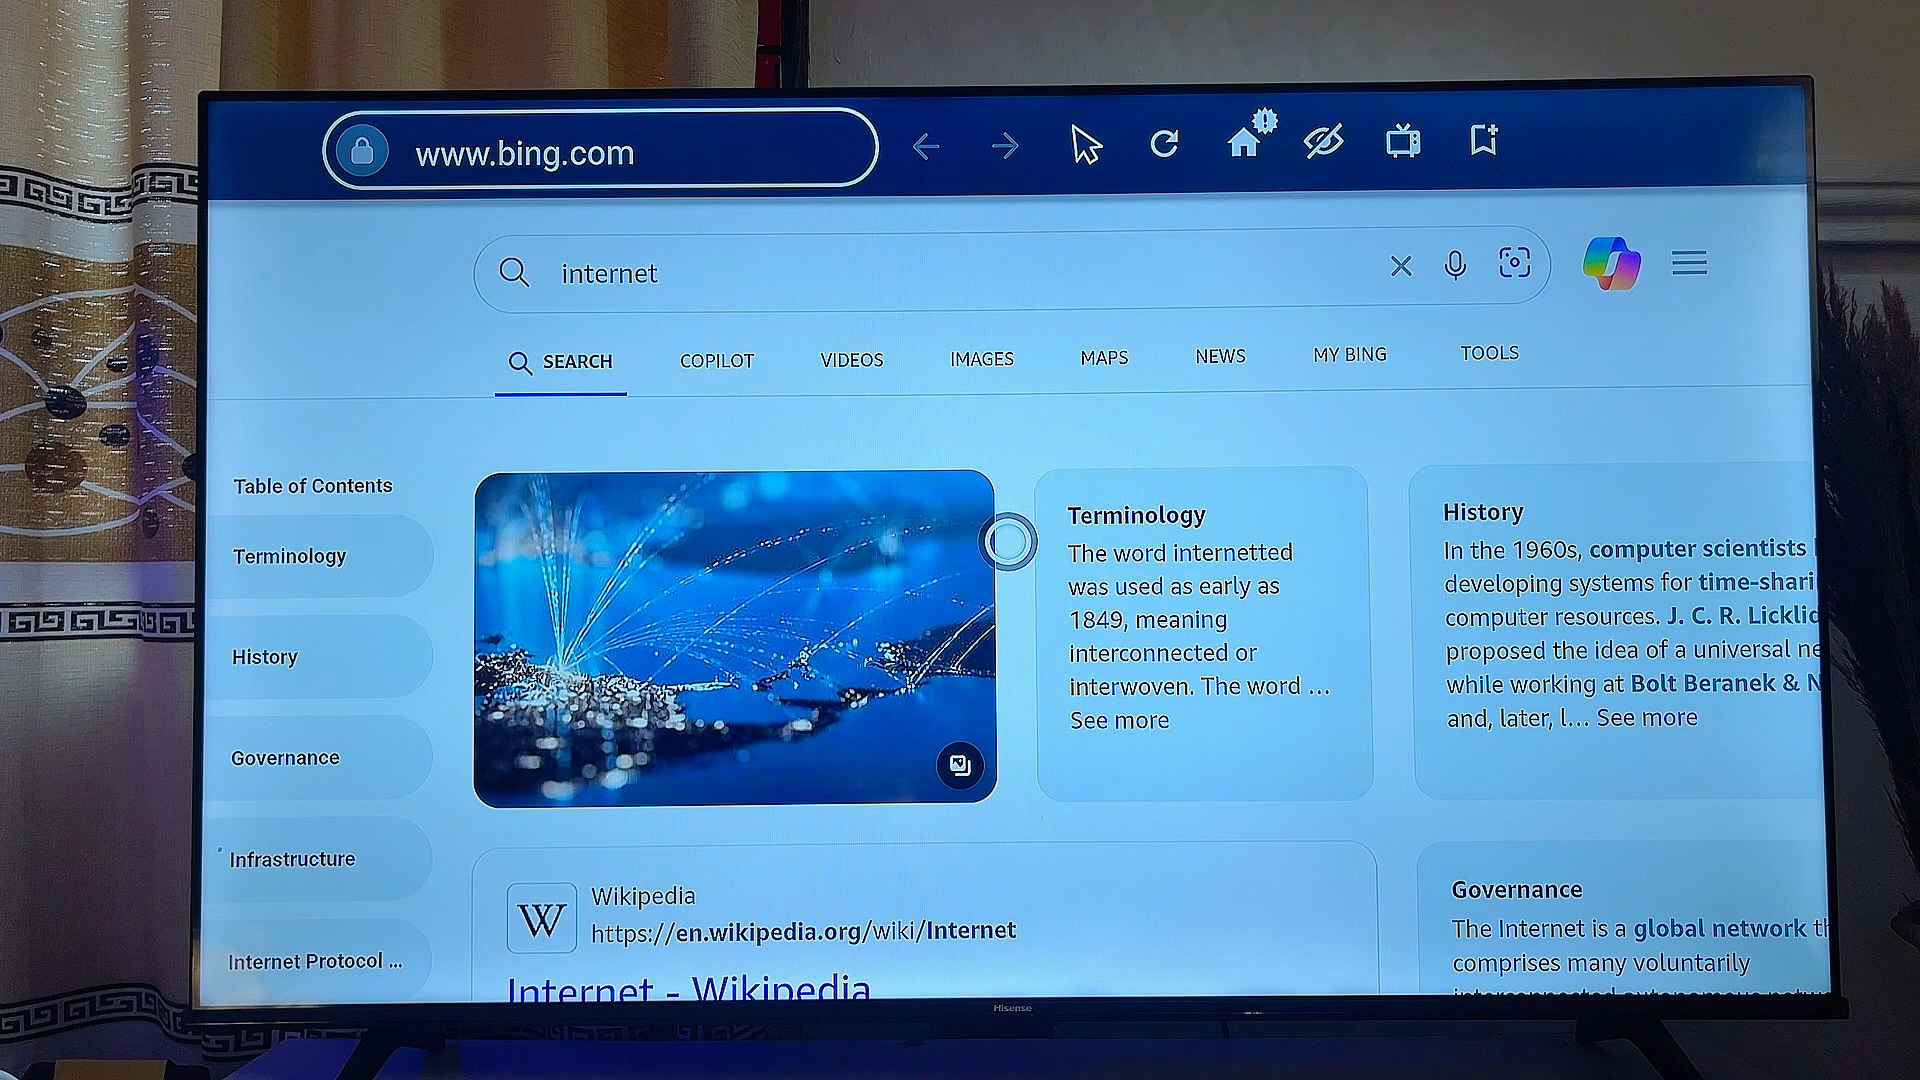 www.bing.com
internet
SEARCH COPILOT VIDEOS IMAGES MAPS NEWS MY BING TOOLS
Table of Contents
Terminology
History
Governance
Infrastructure
Internet Protocol ...
Terminology
The word internetted
was used as early as
1849, meaning
interconnected or
interwoven. The word ...
See more
History
In the 1960s, computer scientists
developing systems for time-shari
computer resources. J. C. R. Licklid
proposed the idea of a universal ne
while working at Bolt Beranek & N
and, later, l... See more
W
Wikipedia
https://en.wikipedia.org/wiki/Internet
Internet - Wikipedia
Governance
The Internet is a global network th
comprises many voluntarily
interconnected autonomous netw
Hisense